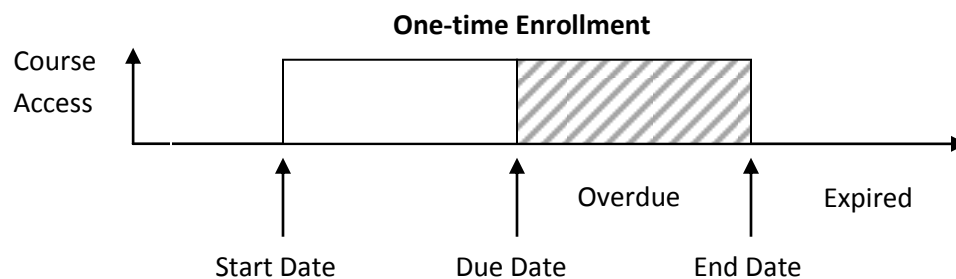 One-time Enrollment
Course
Access
Overdue
Expired
Start Date
Due Date
End Date